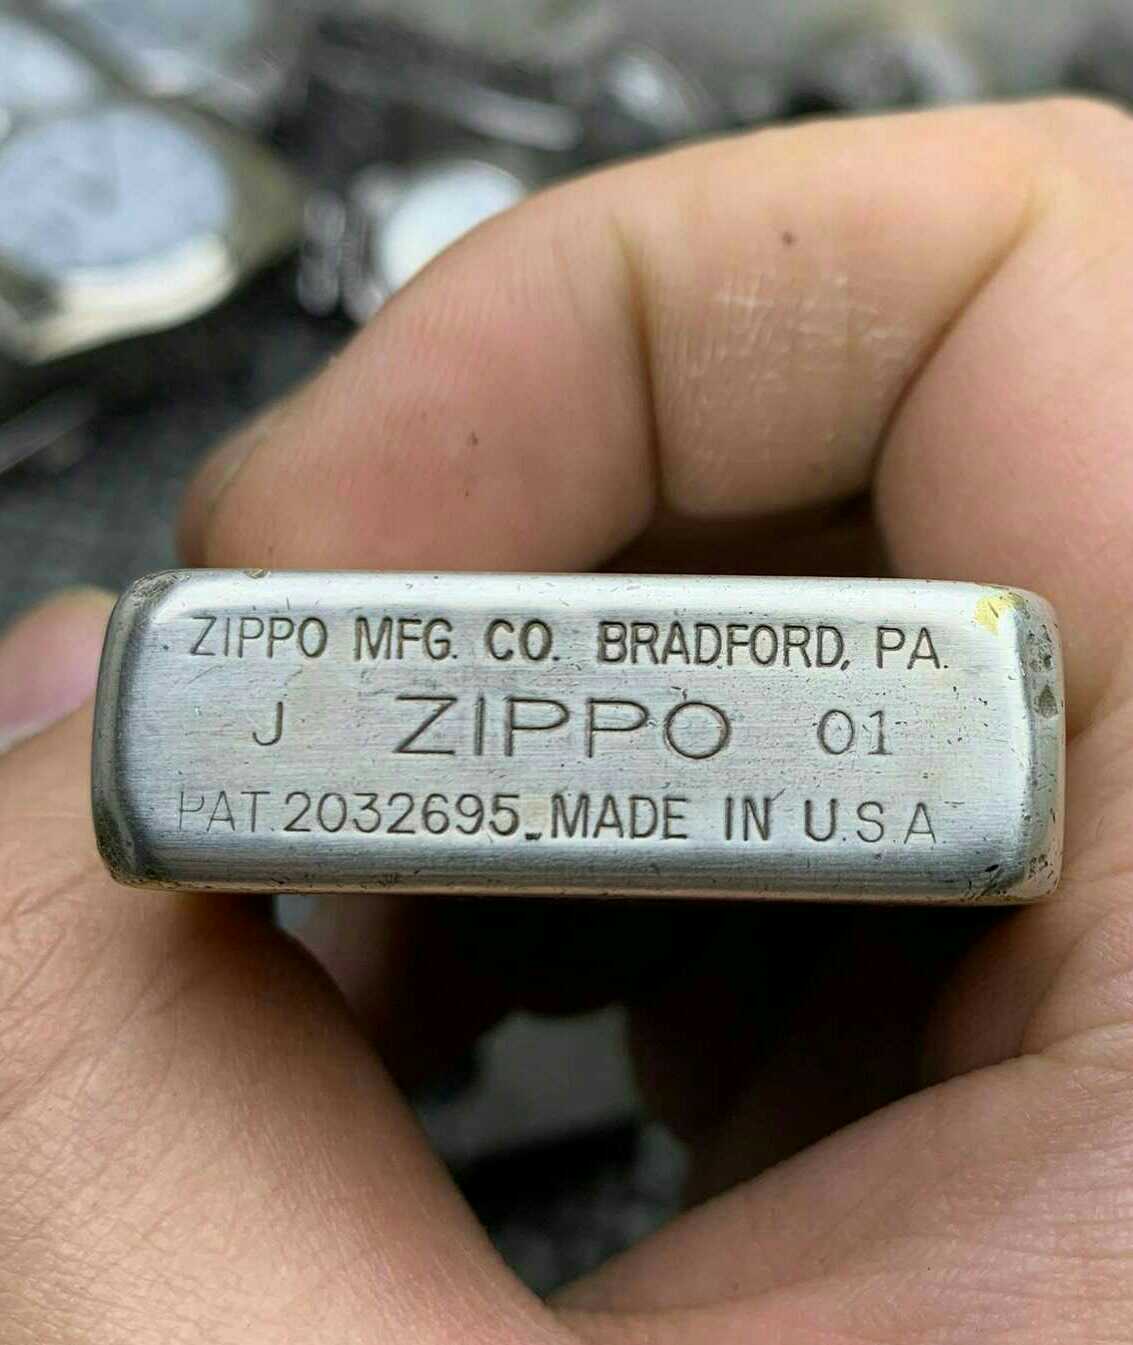 ZIPPO MFG. CO. BRADFORD, PA.
J ZIPPO 01
PAT. 2032695 MADE IN U.S.A.